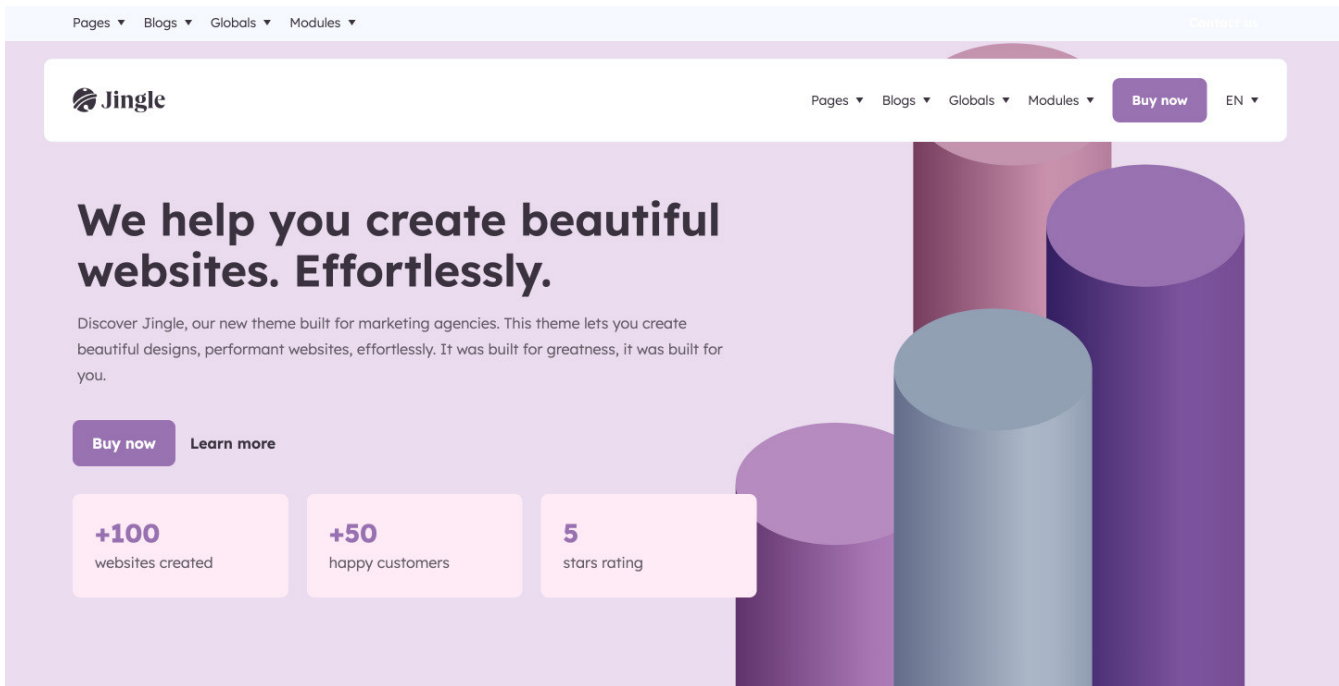 Pages Blogs Globals Modules Contact us
Jingle Pages Blogs Globals Modules Buy now EN
We help you create beautiful
websites. Effortlessly.
Discover Jingle, our new theme built for marketing agencies. This theme lets you create
beautiful designs, performant websites, effortlessly. It was built for greatness, it was built for
you.
Buy now Learn more
+100 +50 5
websites created happy customers stars rating